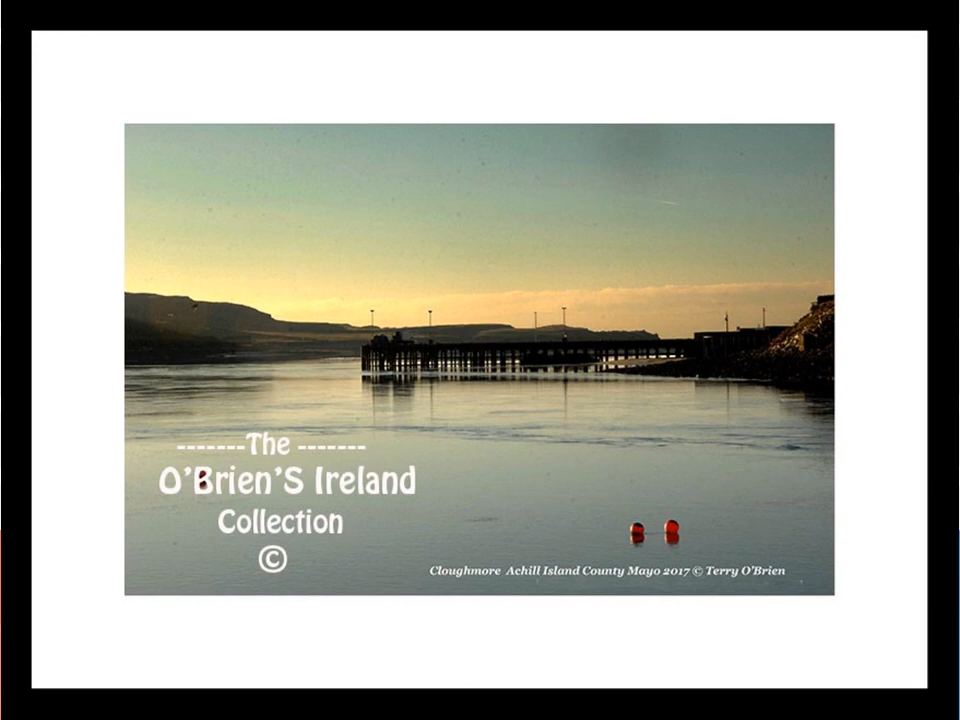 -------The -------
O'Brien'S Ireland
Collection
©
Cloughmore Achill Island County Mayo 2017 © Terry O'Brien